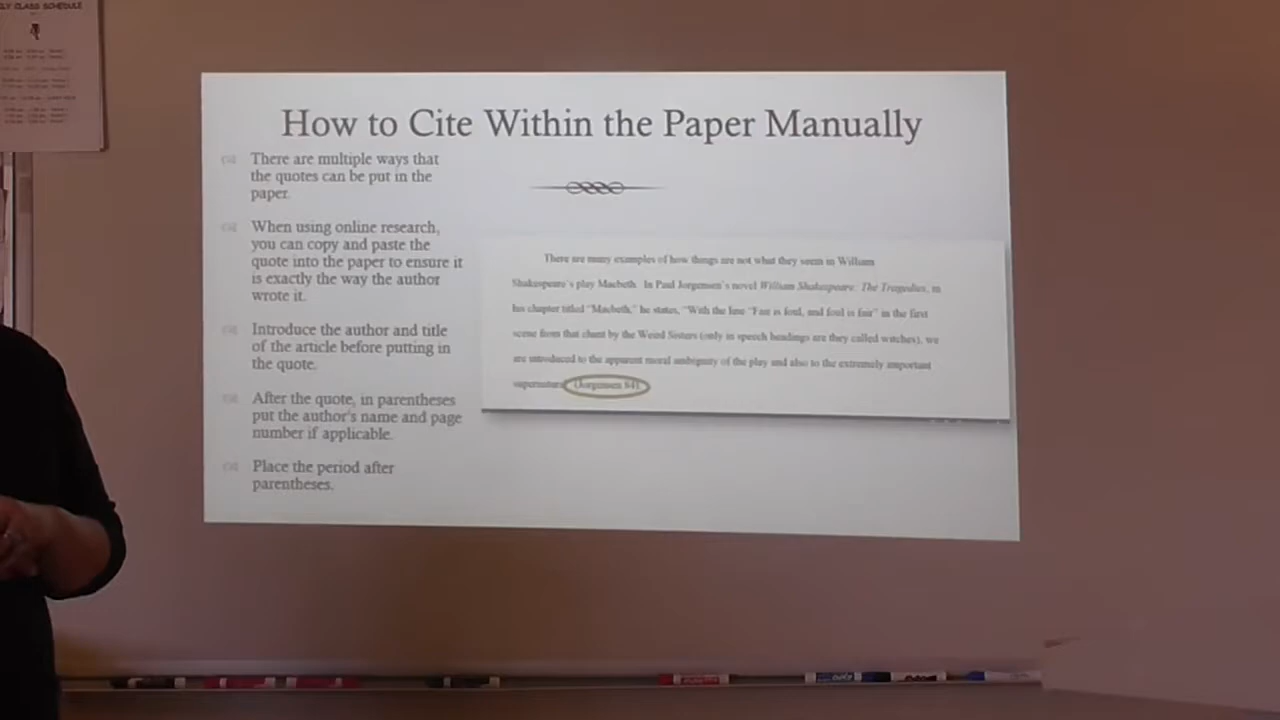 LY CLASS SCHEDULE
How to Cite Within the Paper Manually
There are multiple ways that
the quotes can be put in the
paper.
When using online research,
you can copy and paste the
quote into the paper to ensure it
is exactly the way the author
wrote it.
Introduce the author and title
of the article before putting in
the quote.
After the quote, in parentheses
put the author's name and page
number if applicable.
Place the period after
parentheses.
There are many examples of how things are not what they seem in William
Shakespeare's play Macbeth. In Paul Jorgensen's novel William Shakespeare: The Tragedies, in
his chapter titled "Macbeth," he states, "With the line "Fair is foul, and foul is fair" in the first
scene from that chant by the Weird Sisters (only in speech headings are they called witches), we
are introduced to the apparent moral ambiguity of the play and also to the extremely important
(Jorgensen